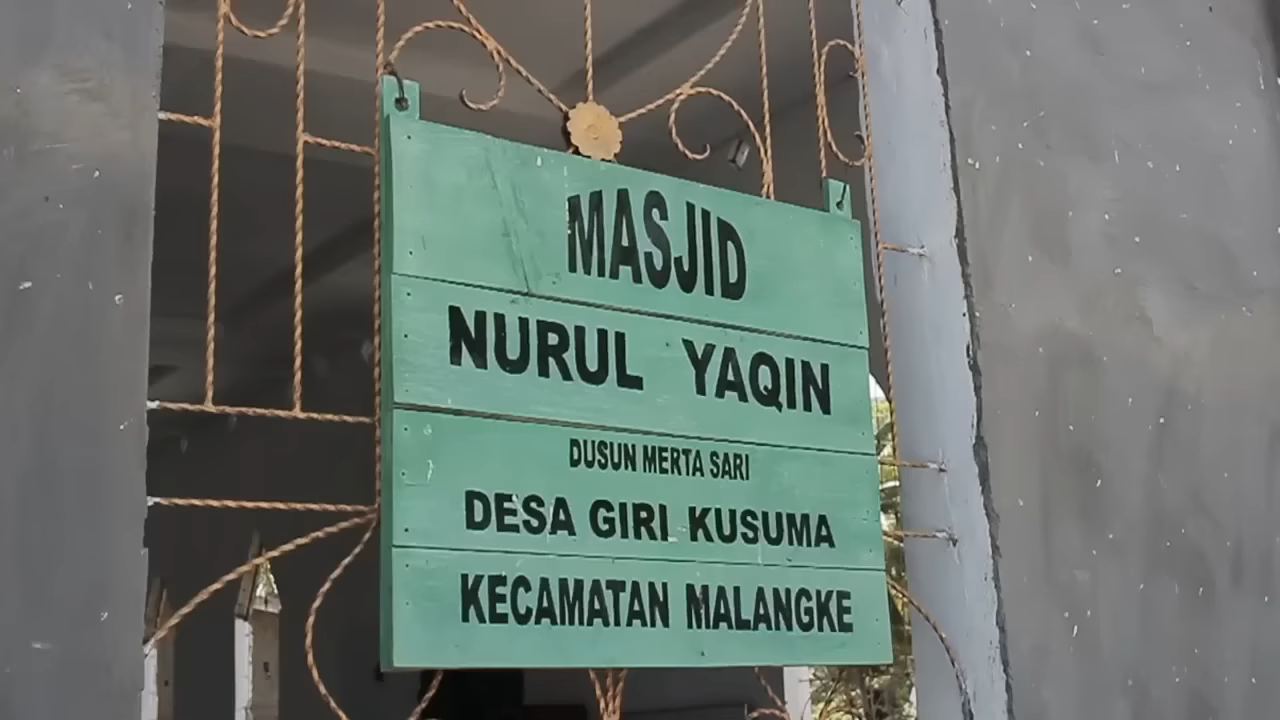 MASJID
NURUL YAQIN
DUSUN MERTA SARI
DESA GIRI KUSUMA
KECAMATAN MALANGKE